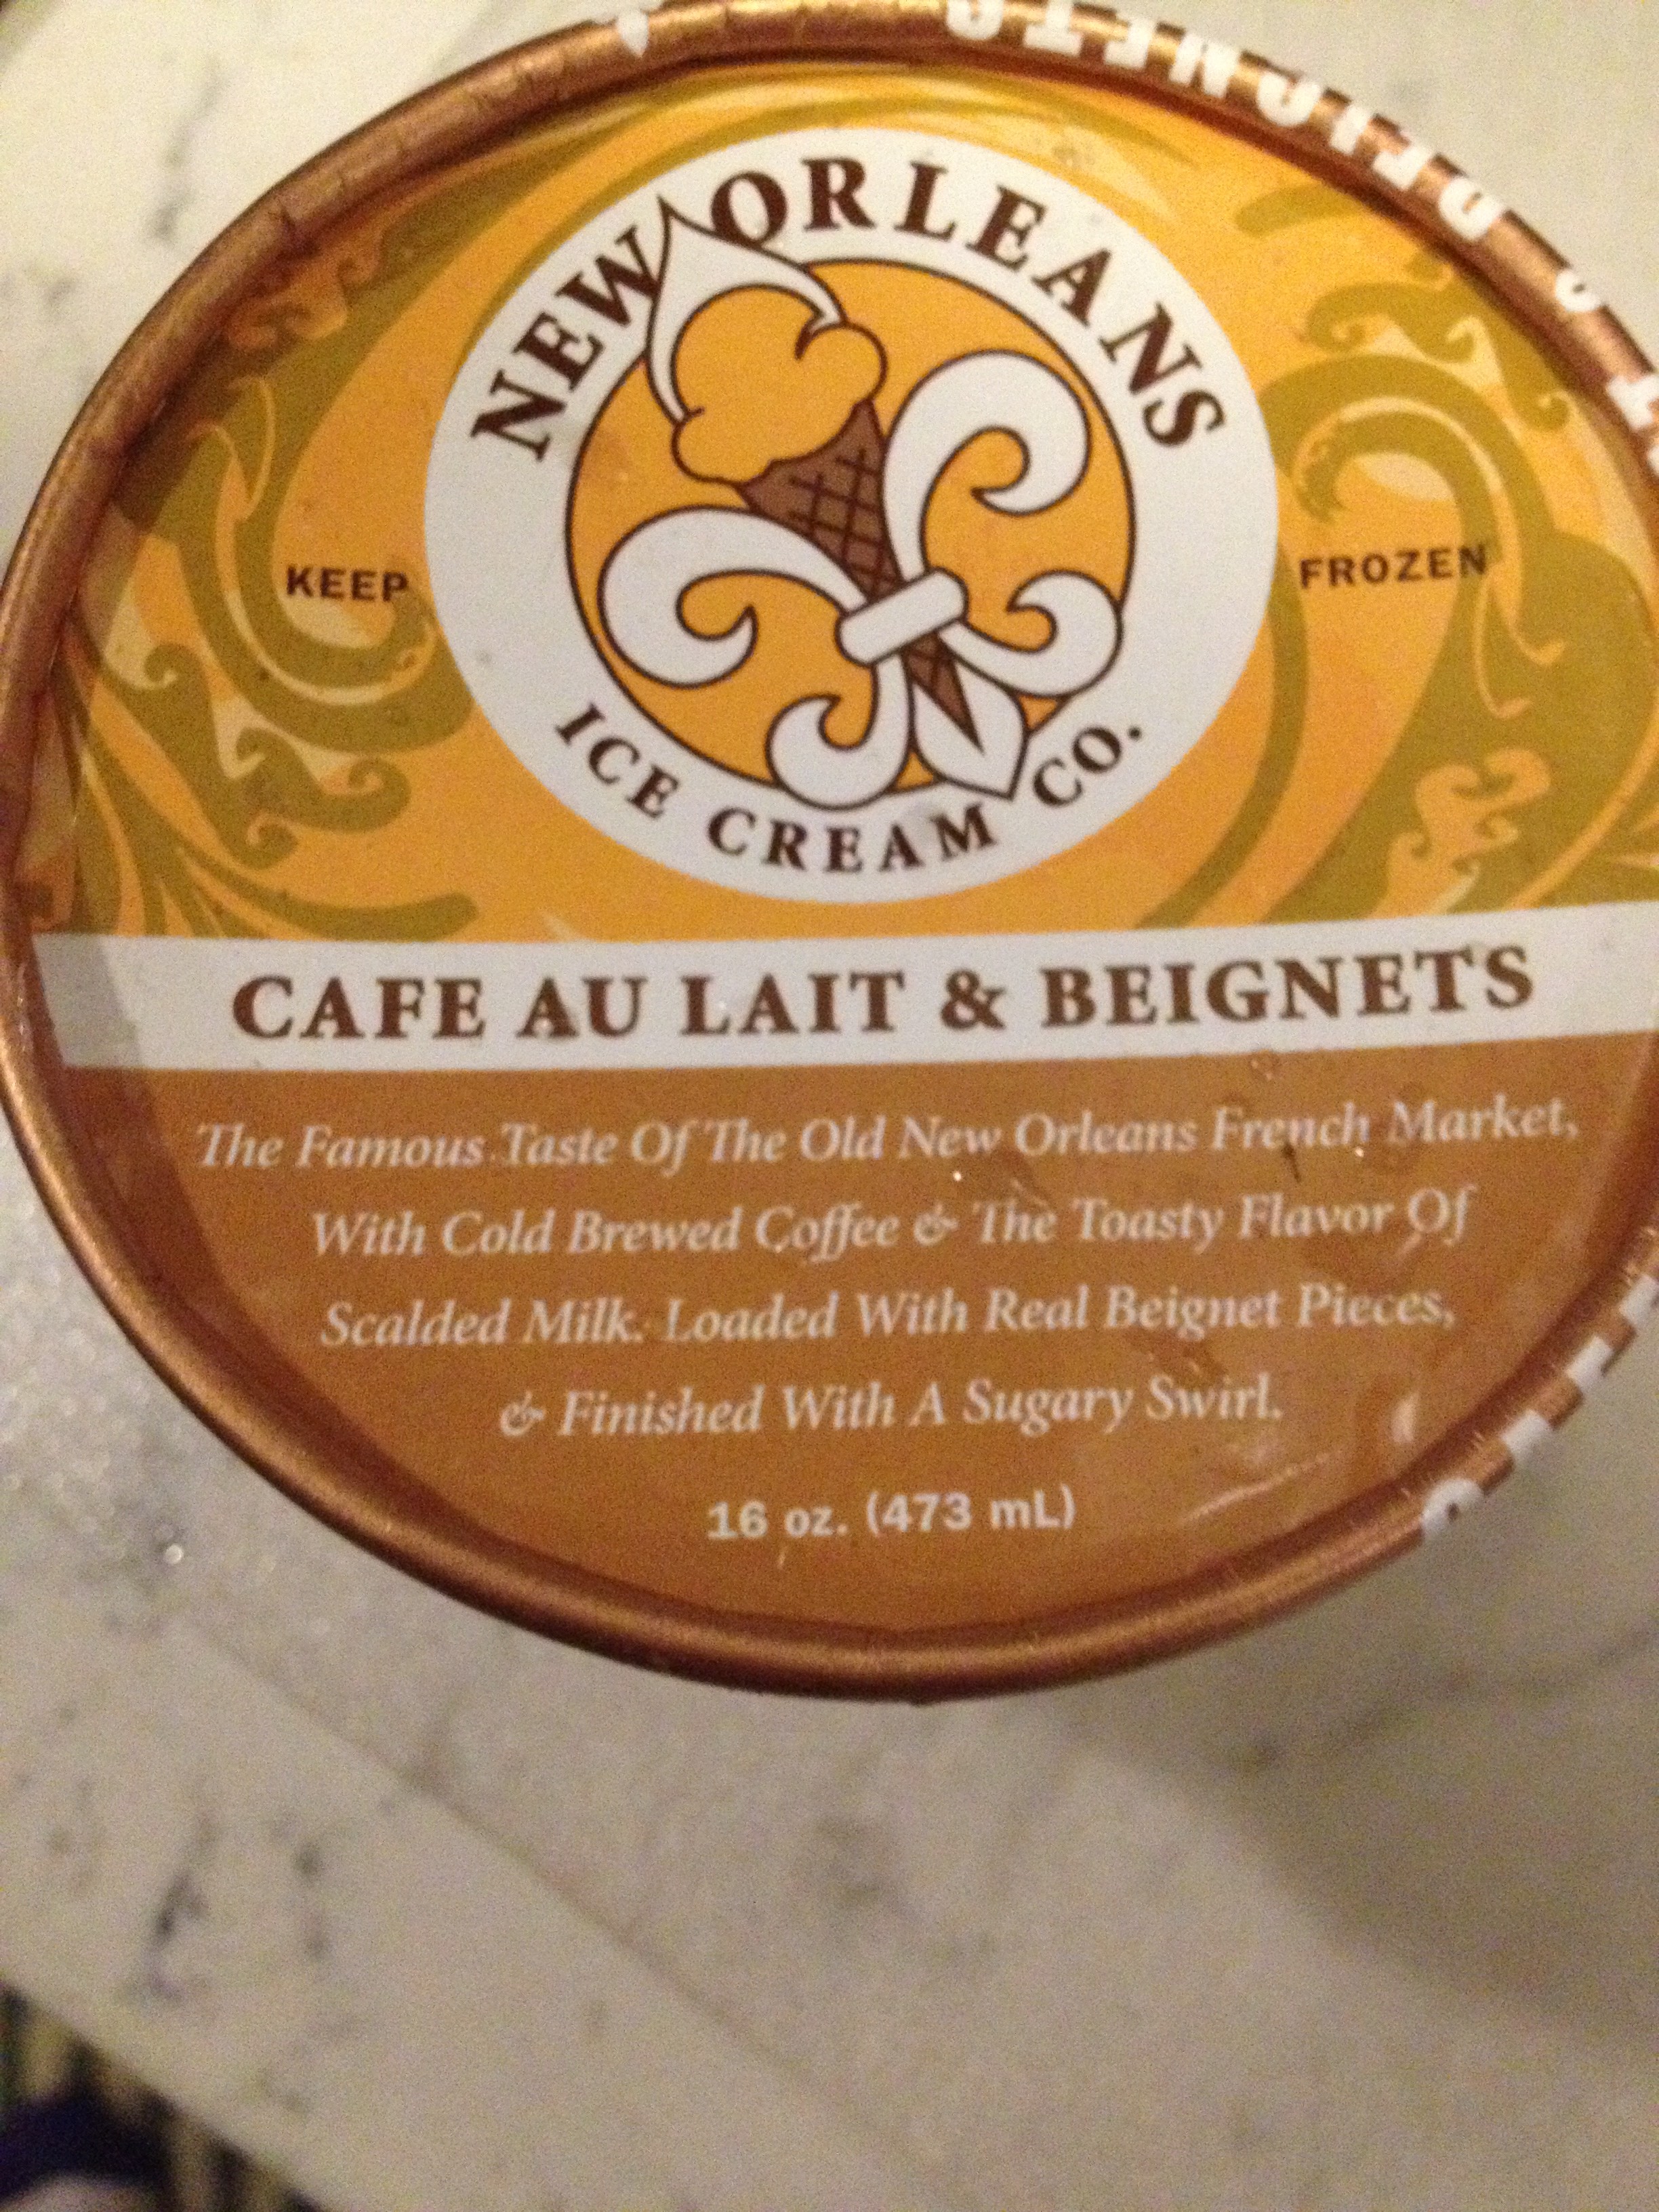 NEW ORLEANS
ICE CREAM CO.
KEEP
FROZEN
CAFE AU LAIT & BEIGNETS
The Famous Taste Of The Old New Orleans French Market,
With Cold Brewed Coffee & The Toasty Flavor Of
Scalded Milk. Loaded With Real Beignet Pieces,
& Finished With A Sugary Swirl.
16 oz. (473 mL)
BEIGNETS